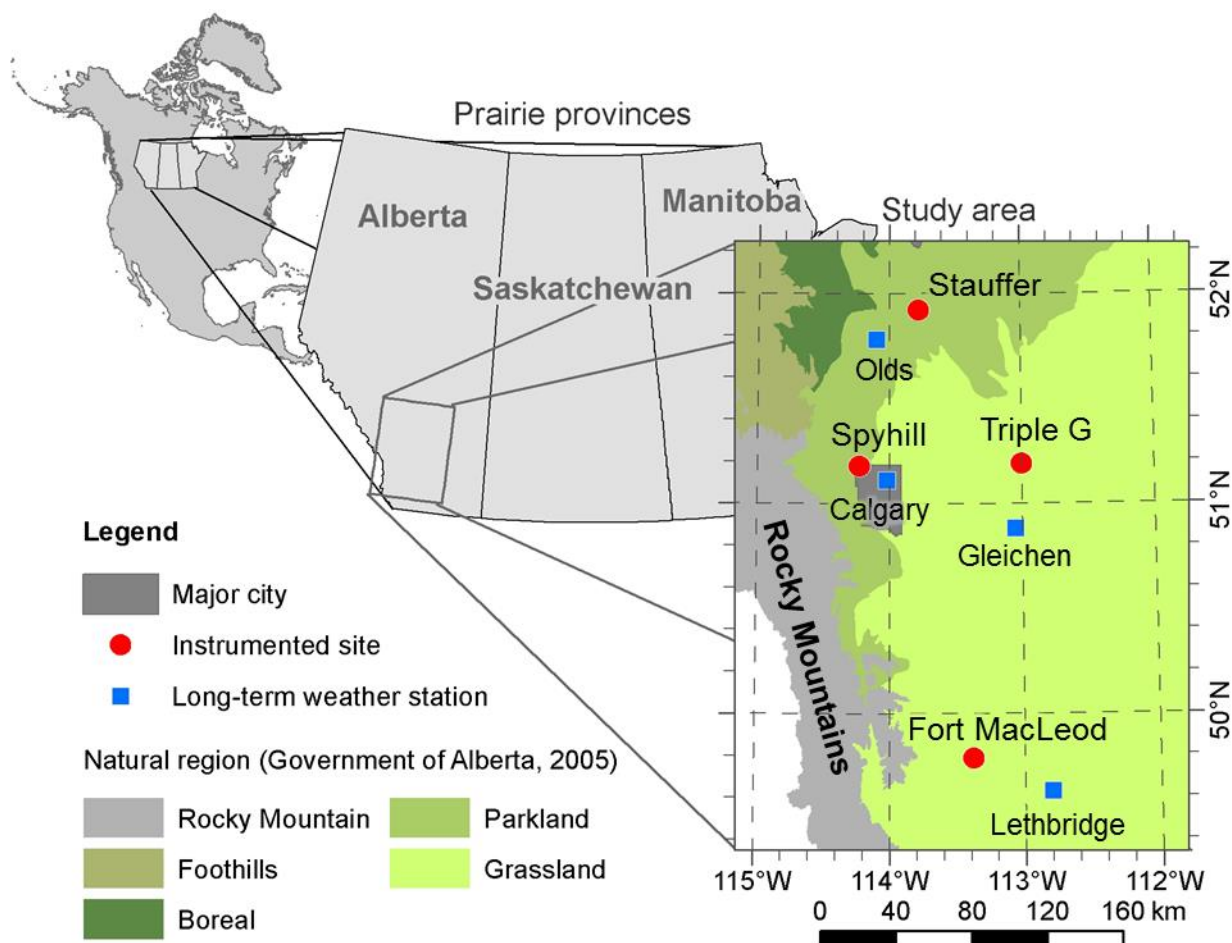 Prairie provinces
Alberta
Manitoba
Saskatchewan
Study area
Stauffer
Olds
Spyhill
Triple G
Calgary
Gleichen
Rocky Mountains
Fort MacLeod
Lethbridge
52°N
51°N
50°N
115°W 114°W 113°W 112°W
0 40 80 120 160 km
Legend
Major city
Instrumented site
Long-term weather station
Natural region (Government of Alberta, 2005)
Rocky Mountain
Foothills
Boreal
Parkland
Grassland